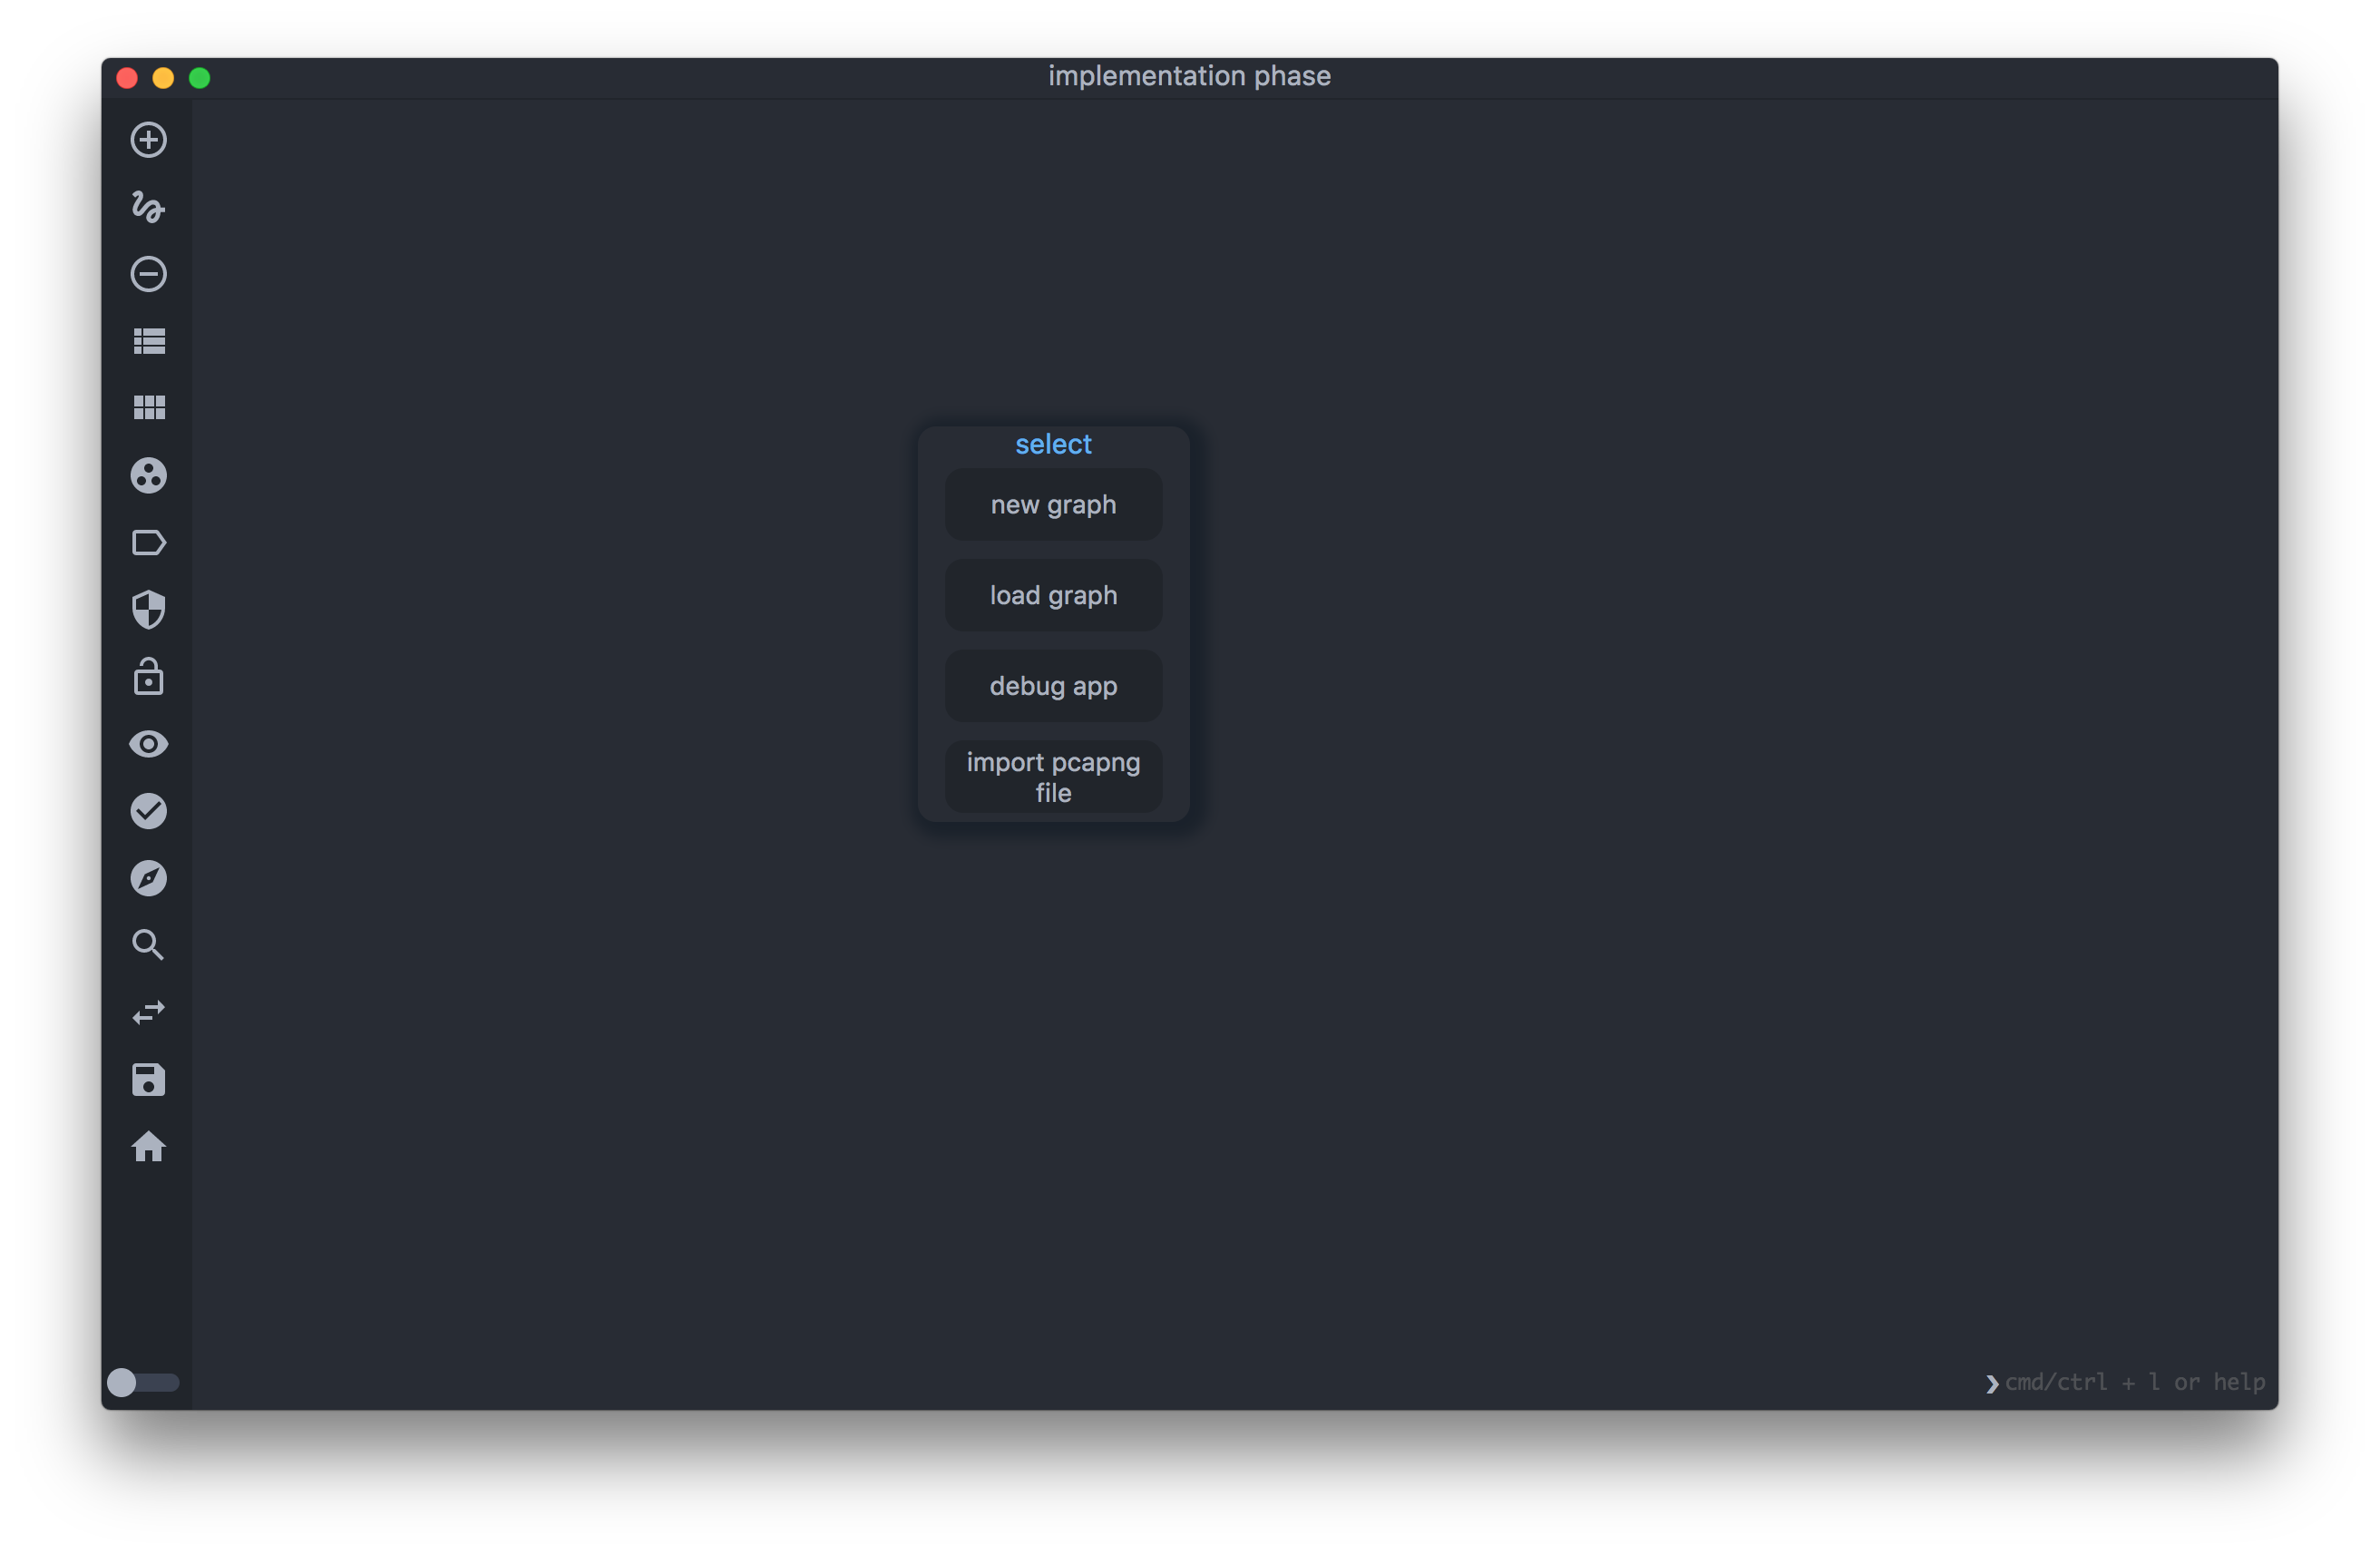 implementation phase
select
new graph
load graph
debug app
import pcapng
file
❯ cmd/ctrl + l or help